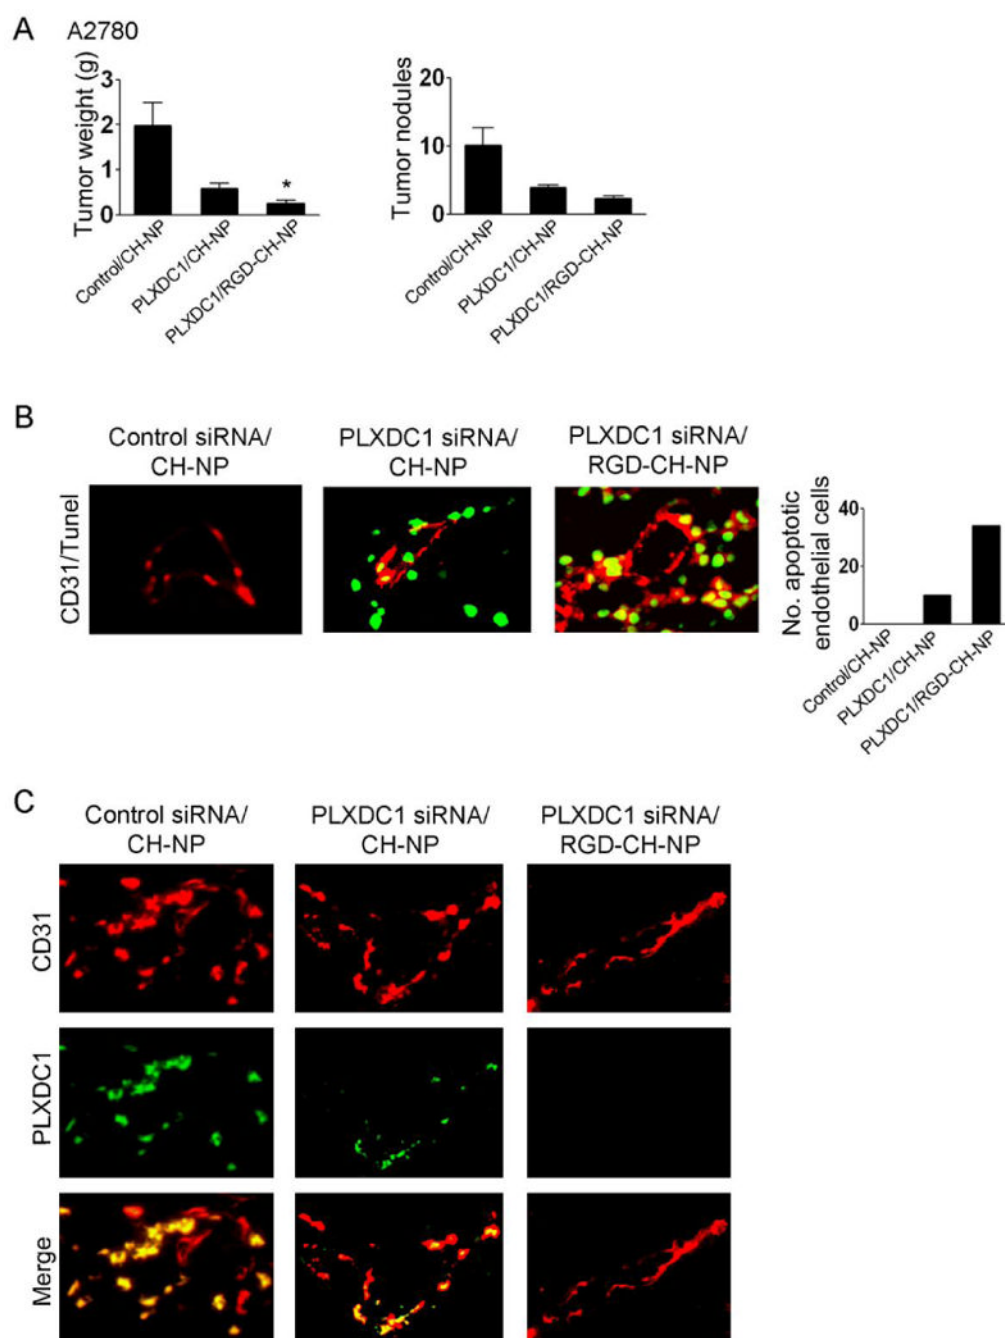 A
A2780
Tumor weight (g)
3
2
1
0
*
Control/CH-NP
PLXDC1/CH-NP
PLXDC1/RGD-CH-NP
Tumor nodules
20
10
0
Control/CH-NP
PLXDC1/CH-NP
PLXDC1/RGD-CH-NP
B
Control siRNA/
CH-NP
PLXDC1 siRNA/
CH-NP
PLXDC1 siRNA/
RGD-CH-NP
CD31/Tunel
No. apoptotic
endothelial cells
40
20
0
Control/CH-NP
PLXDC1/CH-NP
PLXDC1/RGD-CH-NP
C
Control siRNA/
CH-NP
PLXDC1 siRNA/
CH-NP
PLXDC1 siRNA/
RGD-CH-NP
CD31
PLXDC1
Merge